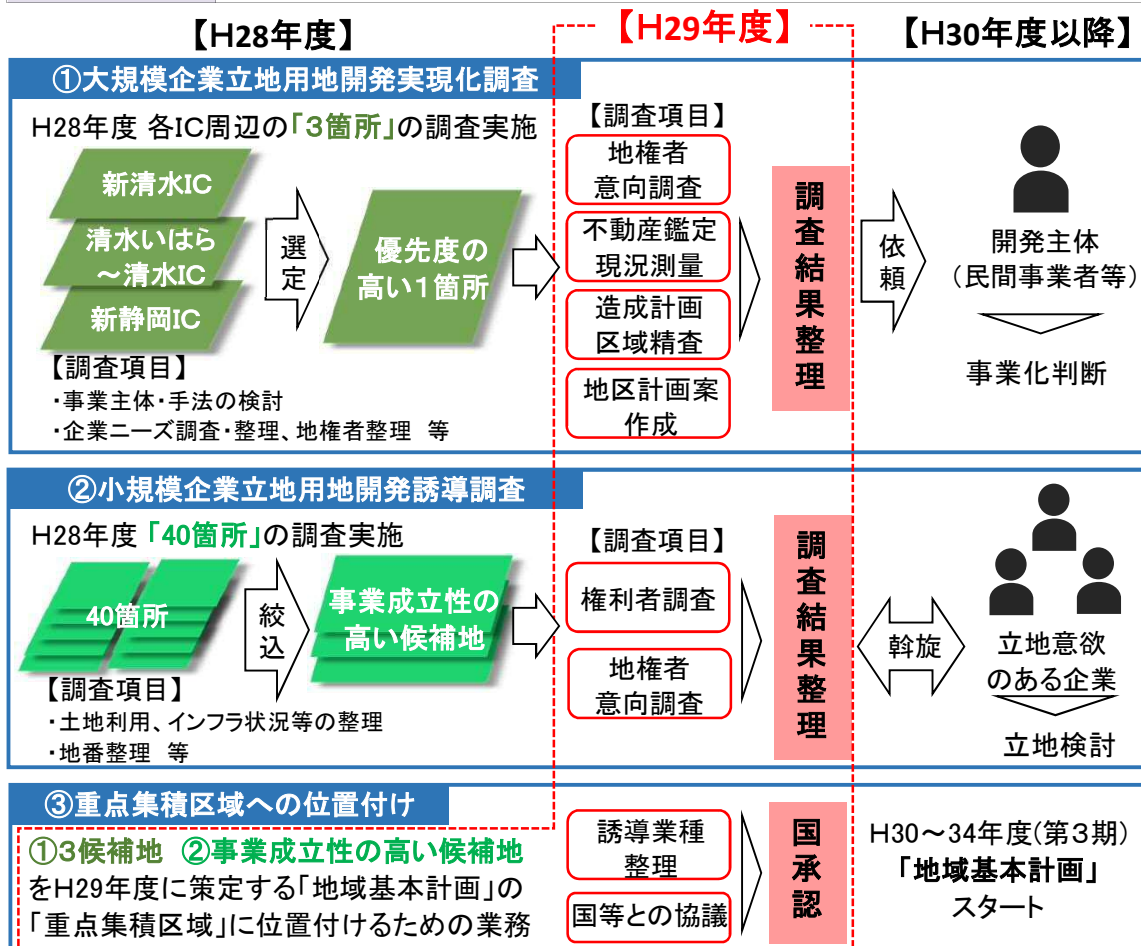 【H28年度】
【H29年度】
【H30年度以降】
①大規模企業立地用地開発実現化調査
H28年度 各IC周辺の「3箇所」の調査実施
新清水IC
清水いはら
～清水IC
新静岡IC
選定
優先度の
高い1箇所
【調査項目】
・事業主体・手法の検討
・企業ニーズ調査・整理、地権者整理 等
【調査項目】
地権者
意向調査
不動産鑑定
現況測量
造成計画
区域精査
地区計画案
作成
調査結果整理
依頼
開発主体
(民間事業者等)
事業化判断
②小規模企業立地用地開発誘導調査
H28年度 「40箇所」の調査実施
40箇所
絞込
事業成立性の
高い候補地
【調査項目】
・土地利用、インフラ状況等の整理
・地番整理 等
【調査項目】
権利者調査
地権者
意向調査
調査結果整理
斡旋
立地意欲
のある企業
立地検討
③重点集積区域への位置付け
①3候補地 ②事業成立性の高い候補地
をH29年度に策定する「地域基本計画」の
「重点集積区域」に位置付けるための業務
誘導業種
整理
国等との協議
国承認
H30～34年度(第3期)
「地域基本計画」
スタート